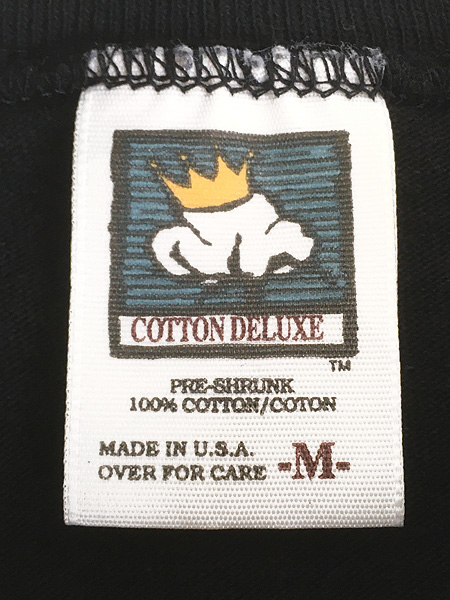 COTTON DELUXE
TM
PRE-SHRUNK
100% COTTON/COTON
MADE IN U.S.A.
OVER FOR CARE -M-